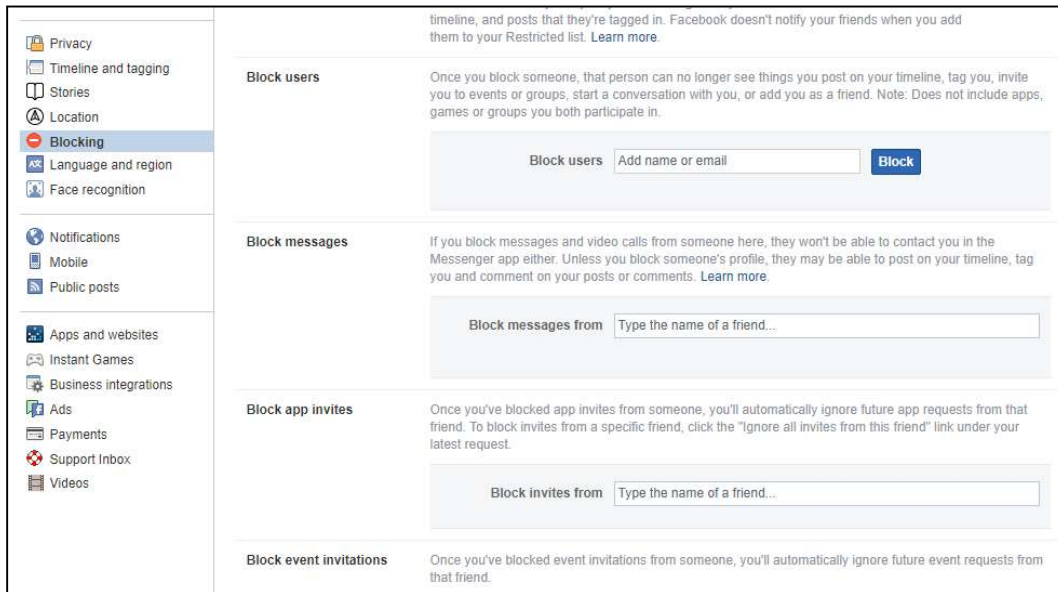 Privacy
Timeline and tagging
Stories
Location
Blocking
Language and region
Face recognition
Notifications
Mobile
Public posts
Apps and websites
Instant Games
Business integrations
Ads
Payments
Support Inbox
Videos
timeline, and posts that they're tagged in. Facebook doesn't notify your friends when you add
them to your Restricted list. Learn more.
Block users
Once you block someone, that person can no longer see things you post on your timeline, tag you, invite
you to events or groups, start a conversation with you, or add you as a friend. Note: Does not include apps,
games or groups you both participate in.
Block users Add name or email Block
Block messages
If you block messages and video calls from someone here, they won't be able to contact you in the
Messenger app either. Unless you block someone's profile, they may be able to post on your timeline, tag
you and comment on your posts or comments. Learn more.
Block messages from Type the name of a friend...
Block app invites
Once you've blocked app invites from someone, you'll automatically ignore future app requests from that
friend. To block invites from a specific friend, click the "Ignore all invites from this friend" link under your
latest request.
Block invites from Type the name of a friend...
Block event invitations
Once you've blocked event invitations from someone, you'll automatically ignore future event requests from
that friend.